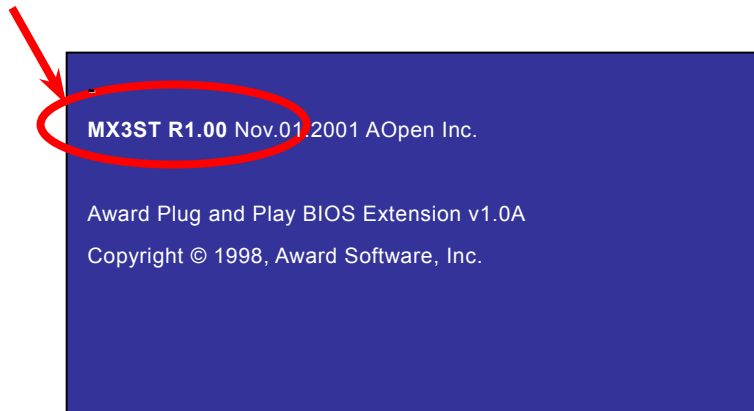 MX3ST R1.00 Nov.01.2001 AOpen Inc.
Award Plug and Play BIOS Extension v1.0A
Copyright © 1998, Award Software, Inc.